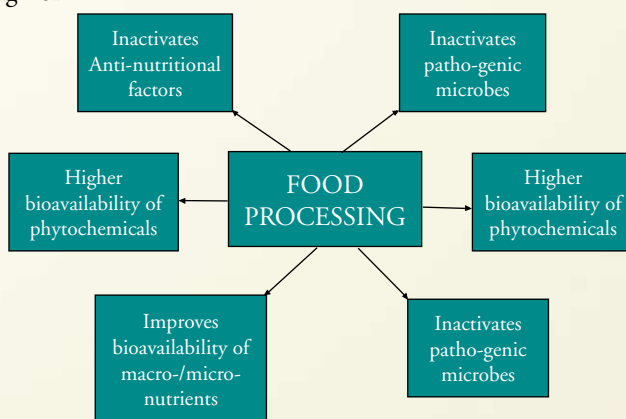 Inactivates
Anti-nutritional
factors
Inactivates
patho-genic
microbes
Higher
bioavailability of
phytochemicals
FOOD
PROCESSING
Higher
bioavailability of
phytochemicals
Improves
bioavailability of
macro-/micro-
nutrients
Inactivates
patho-genic
microbes